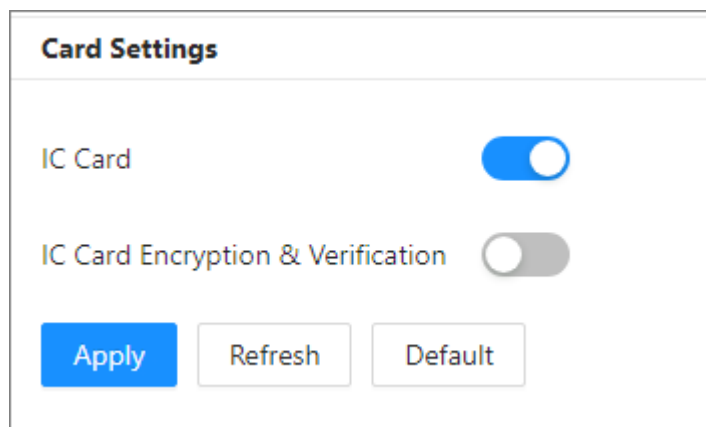 Card Settings
IC Card
IC Card Encryption & Verification
Apply Refresh Default